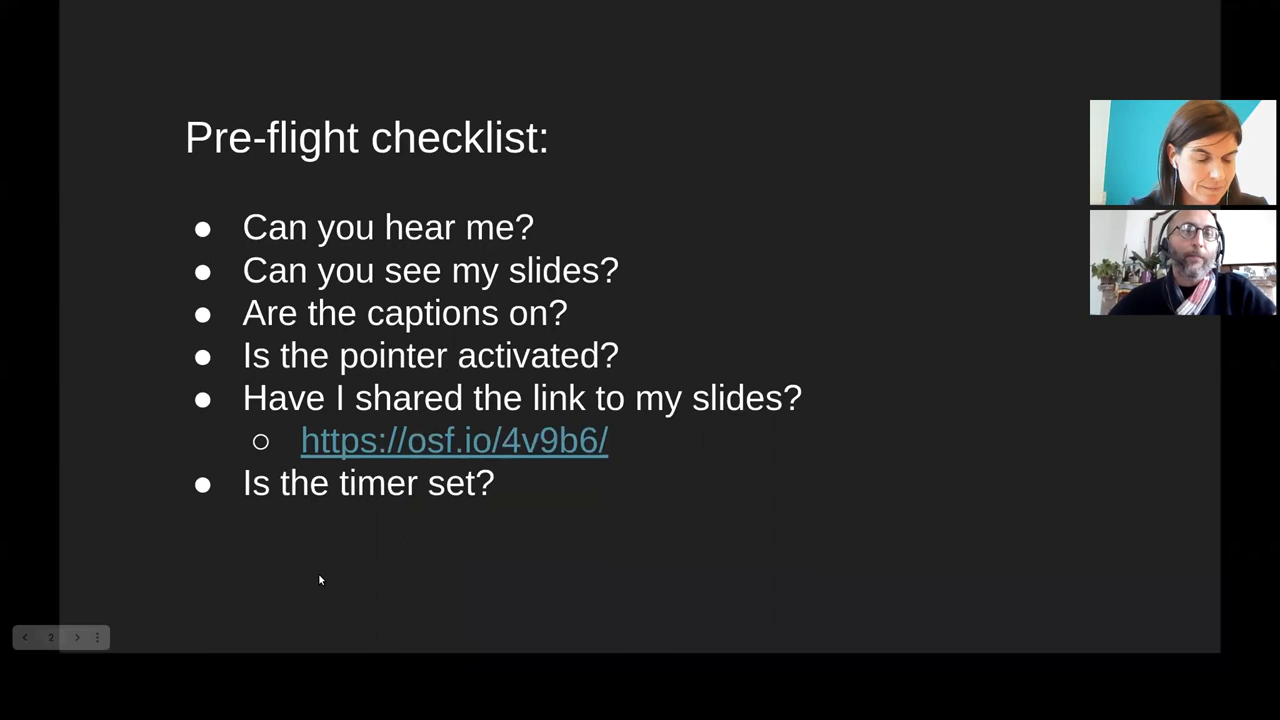 Pre-flight checklist:
Can you hear me?
Can you see my slides?
Are the captions on?
Is the pointer activated?
Have I shared the link to my slides?
https://osf.io/4v9b6/
Is the timer set?
2